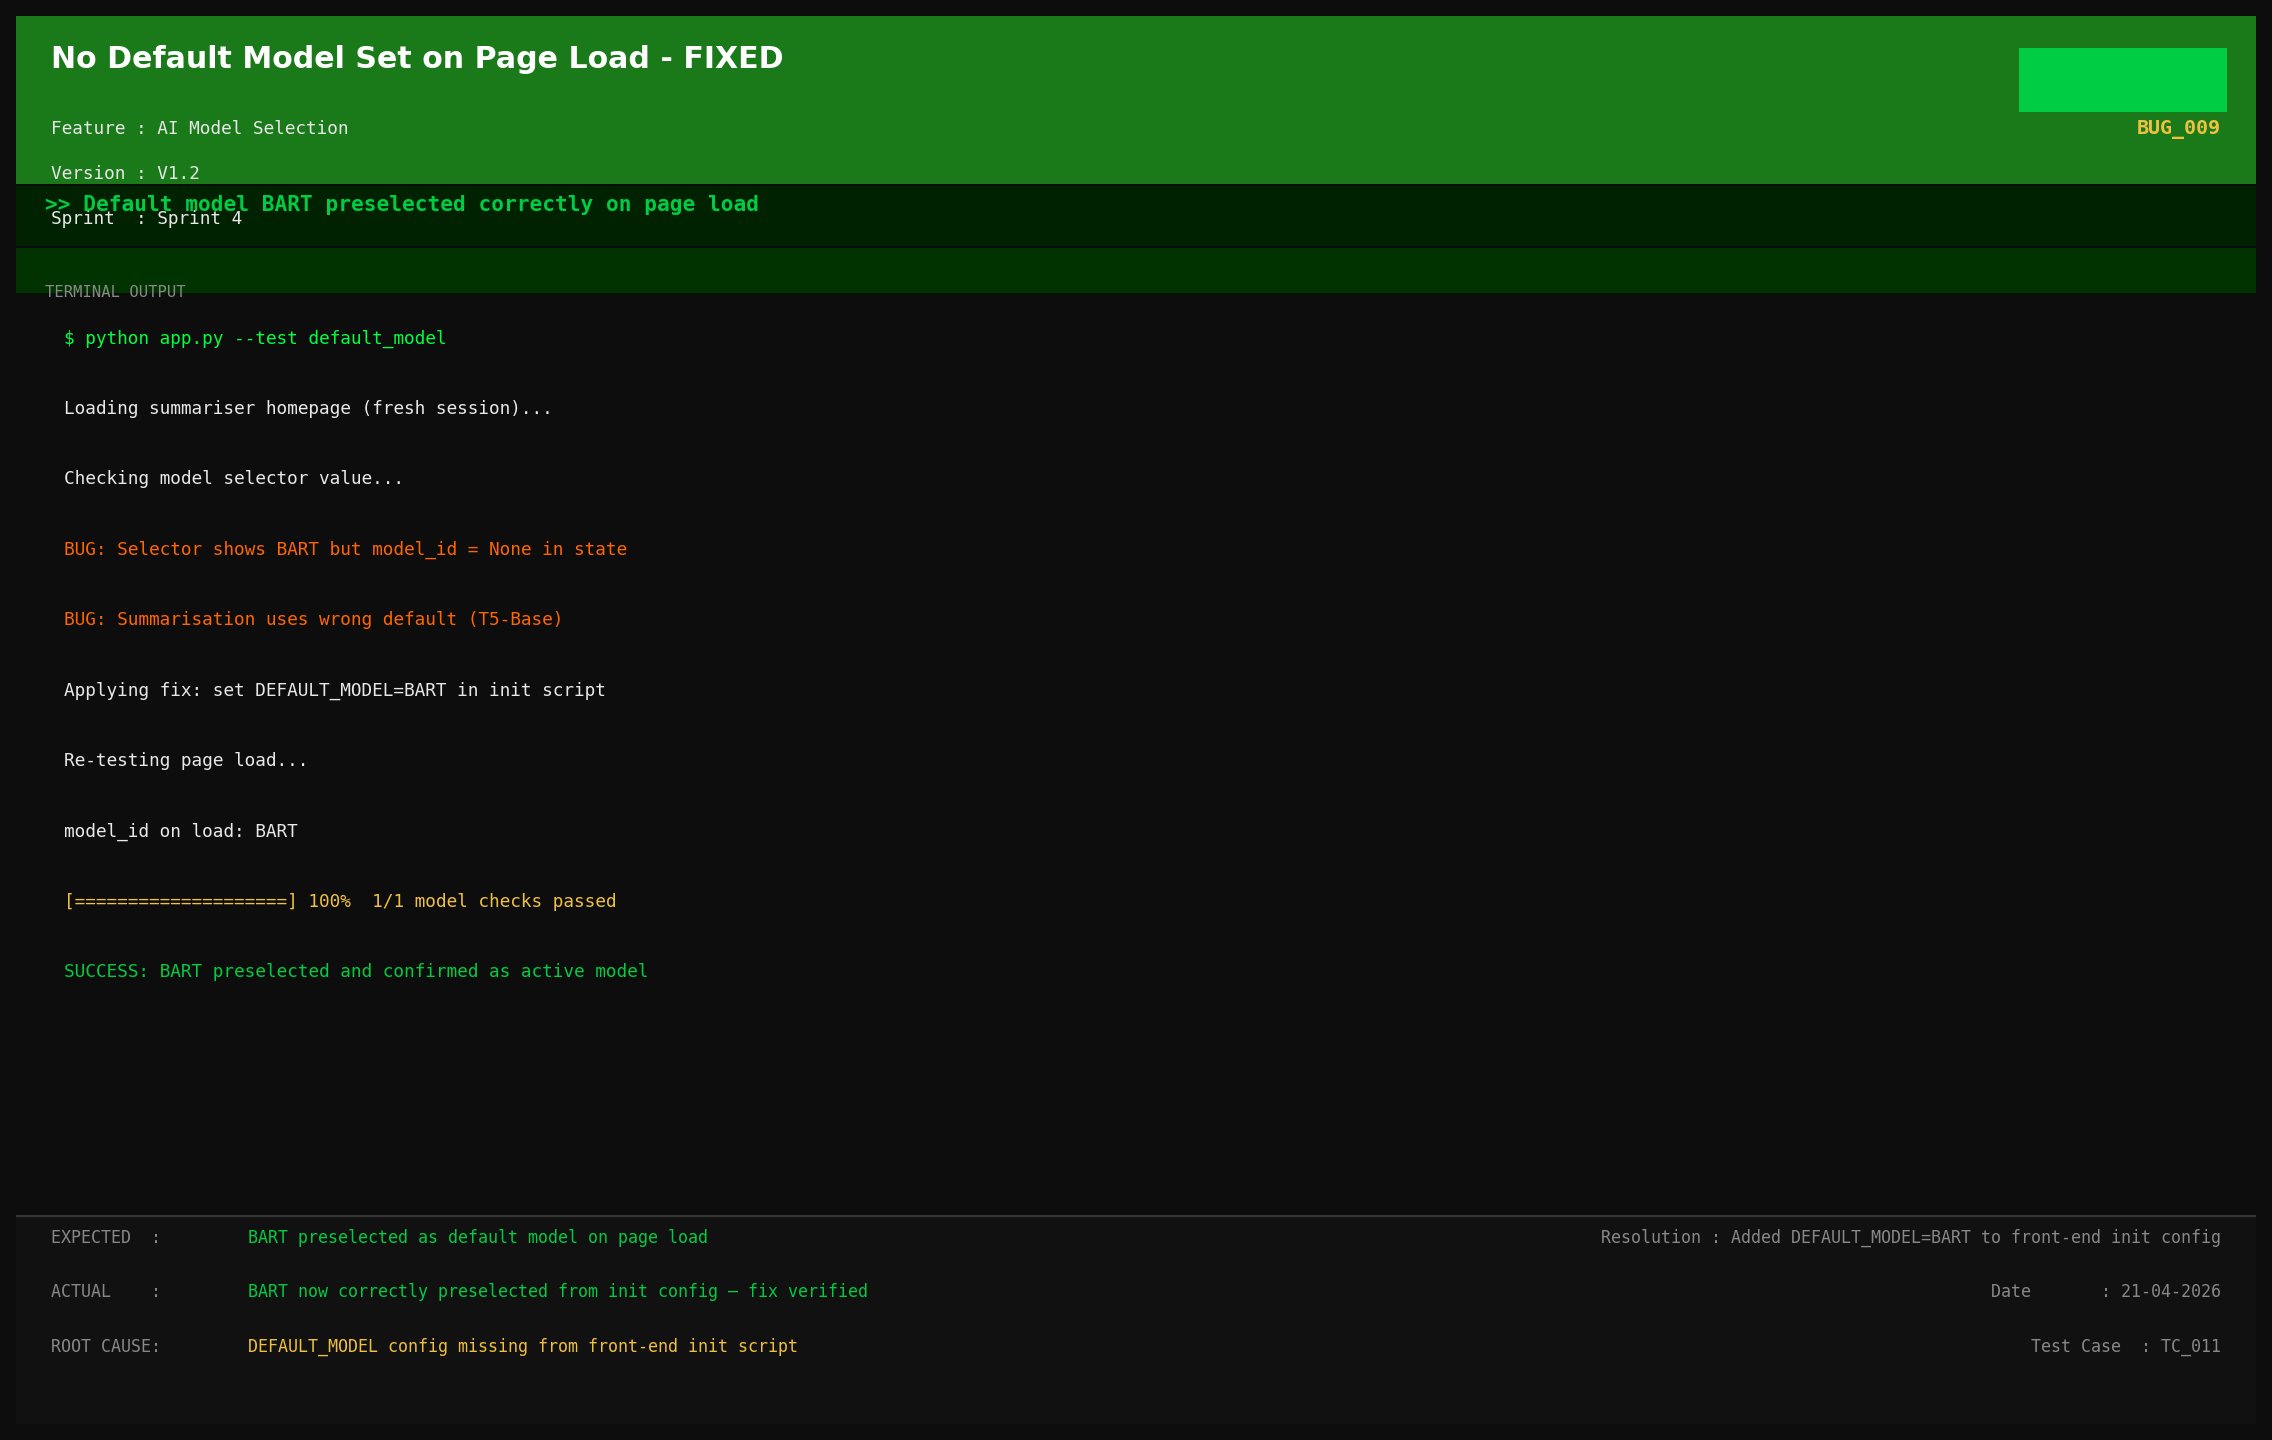 No Default Model Set on Page Load - FIXED
Feature : AI Model Selection
BUG_009
Version : V1.2
>> Default model BART preselected correctly on page load
Sprint  : Sprint 4
TERMINAL OUTPUT
$ python app.py --test default_model
Loading summariser homepage (fresh session)...
Checking model selector value...
BUG: Selector shows BART but model_id = None in state
BUG: Summarisation uses wrong default (T5-Base)
Applying fix: set DEFAULT_MODEL=BART in init script
Re-testing page load...
model_id on load: BART
[====================] 100%  1/1 model checks passed
SUCCESS: BART preselected and confirmed as active model
EXPECTED  : BART preselected as default model on page load
Resolution : Added DEFAULT_MODEL=BART to front-end init config
ACTUAL    : BART now correctly preselected from init config — fix verified
Date       : 21-04-2026
ROOT CAUSE: DEFAULT_MODEL config missing from front-end init script
Test Case  : TC_011